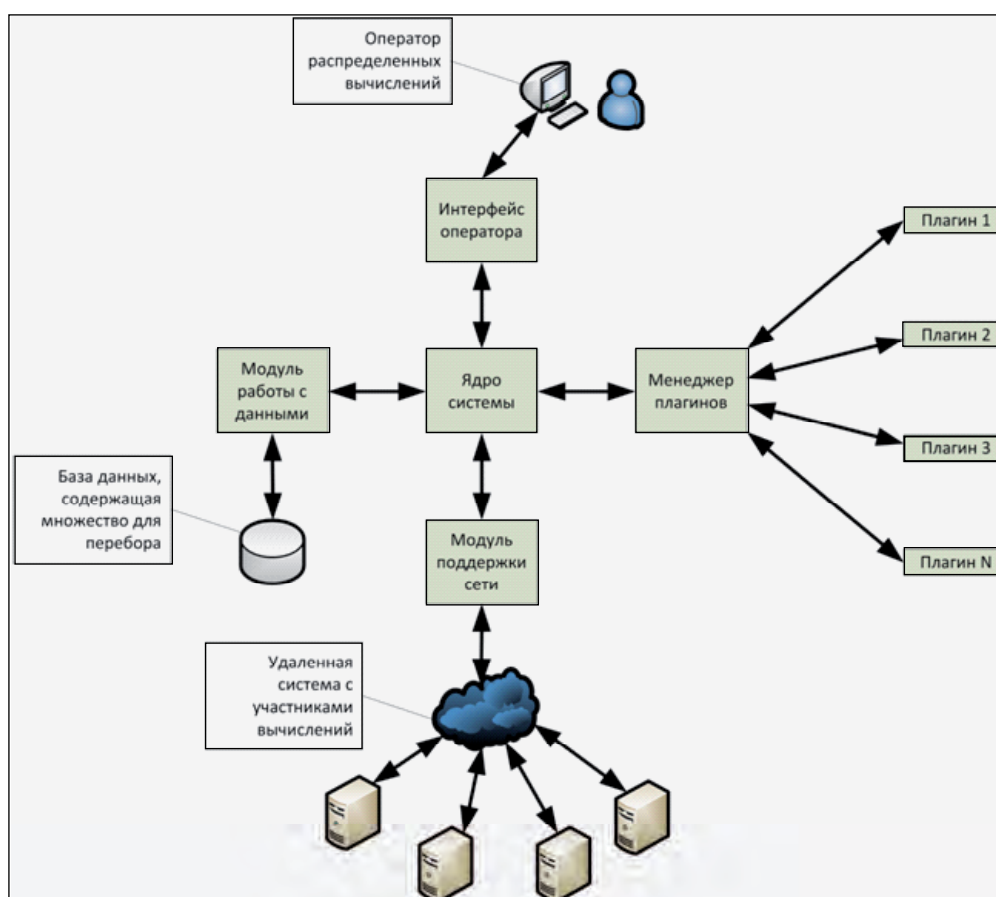 Оператор
распределенных
вычислений
Интерфейс
оператора
Плагин 1
Плагин 2
Модуль
работы с
данными
Ядро
системы
Менеджер
плагинов
Плагин 3
База данных,
содержащая
множество для
перебора
Модуль
поддержки
сети
Плагин N
Удаленная
система с
участниками
вычислений